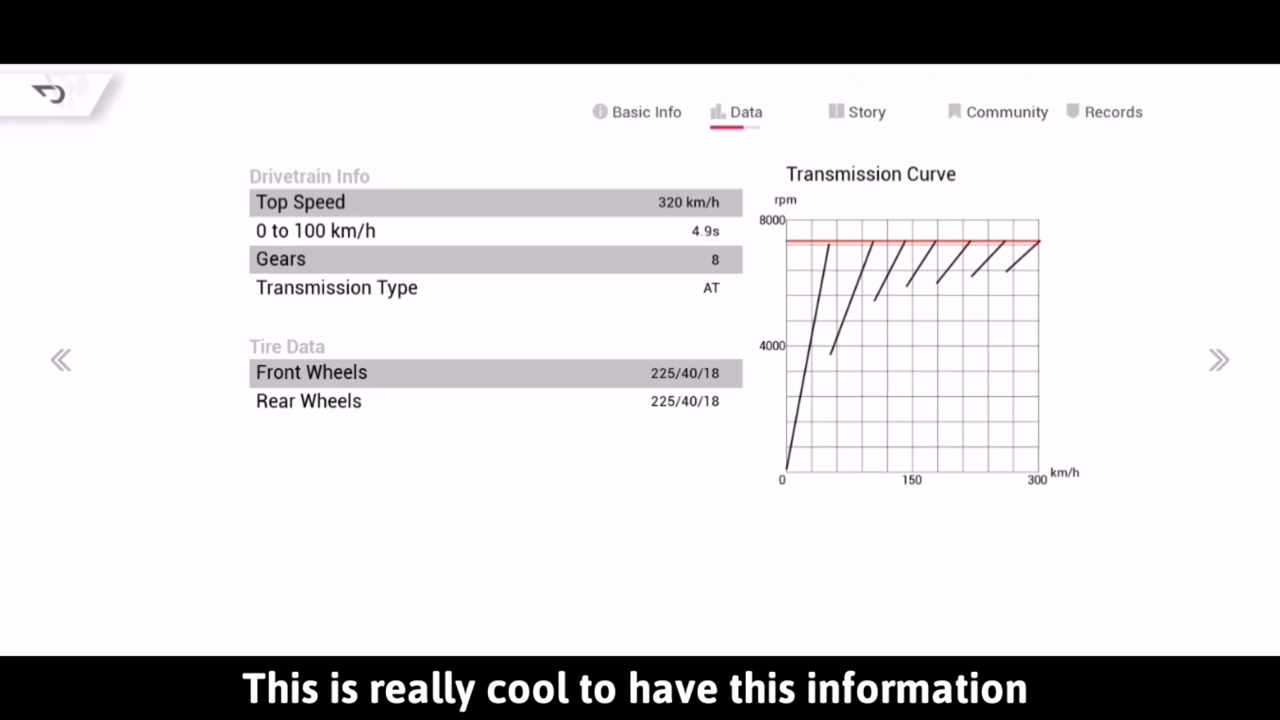 Basic Info
Data
Story
Community
Records
Drivetrain Info
Top Speed 320 km/h
0 to 100 km/h 4.9s
Gears 8
Transmission Type AT
Tire Data
Front Wheels 225/40/18
Rear Wheels 225/40/18
Transmission Curve
rpm
8000
4000
0 150 300 km/h
This is really cool to have this information